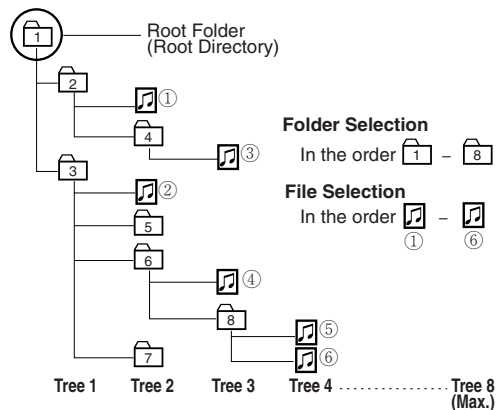 1
Root Folder
(Root Directory)
2
①
4
③
Folder Selection
In the order 1 – 8
3
②
File Selection
In the order –
① ⑥
5
6
④
8
⑤
⑥
7
Tree 1 Tree 2 Tree 3 Tree 4 .............. Tree 8
(Max.)